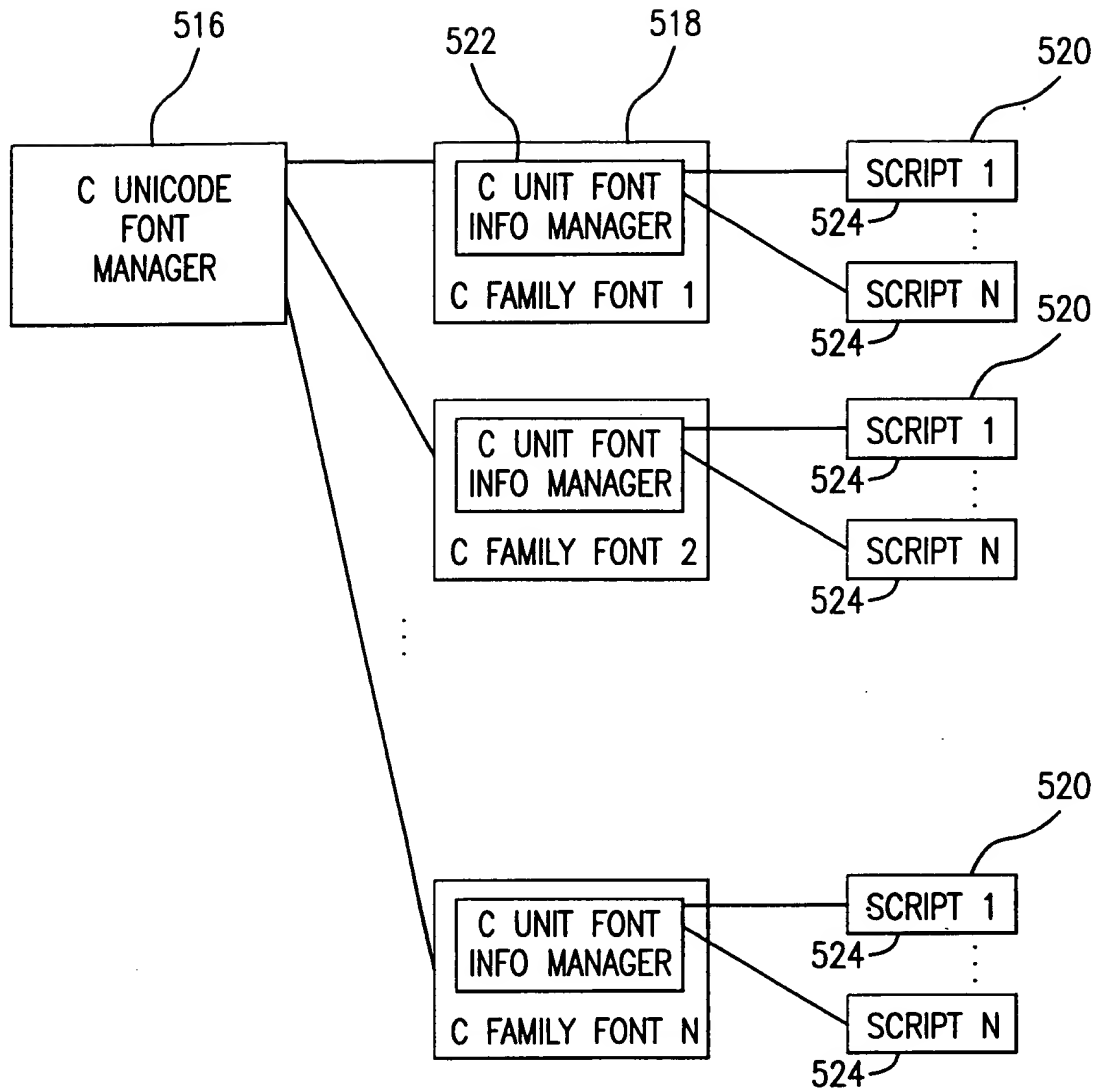 516
522
518
520
C UNICODE
FONT
MANAGER
C UNIT FONT
INFO MANAGER
C FAMILY FONT 1
SCRIPT 1
524
SCRIPT N
524
520
C UNIT FONT
INFO MANAGER
C FAMILY FONT 2
SCRIPT 1
524
SCRIPT N
524
520
C UNIT FONT
INFO MANAGER
C FAMILY FONT N
SCRIPT 1
524
SCRIPT N
524